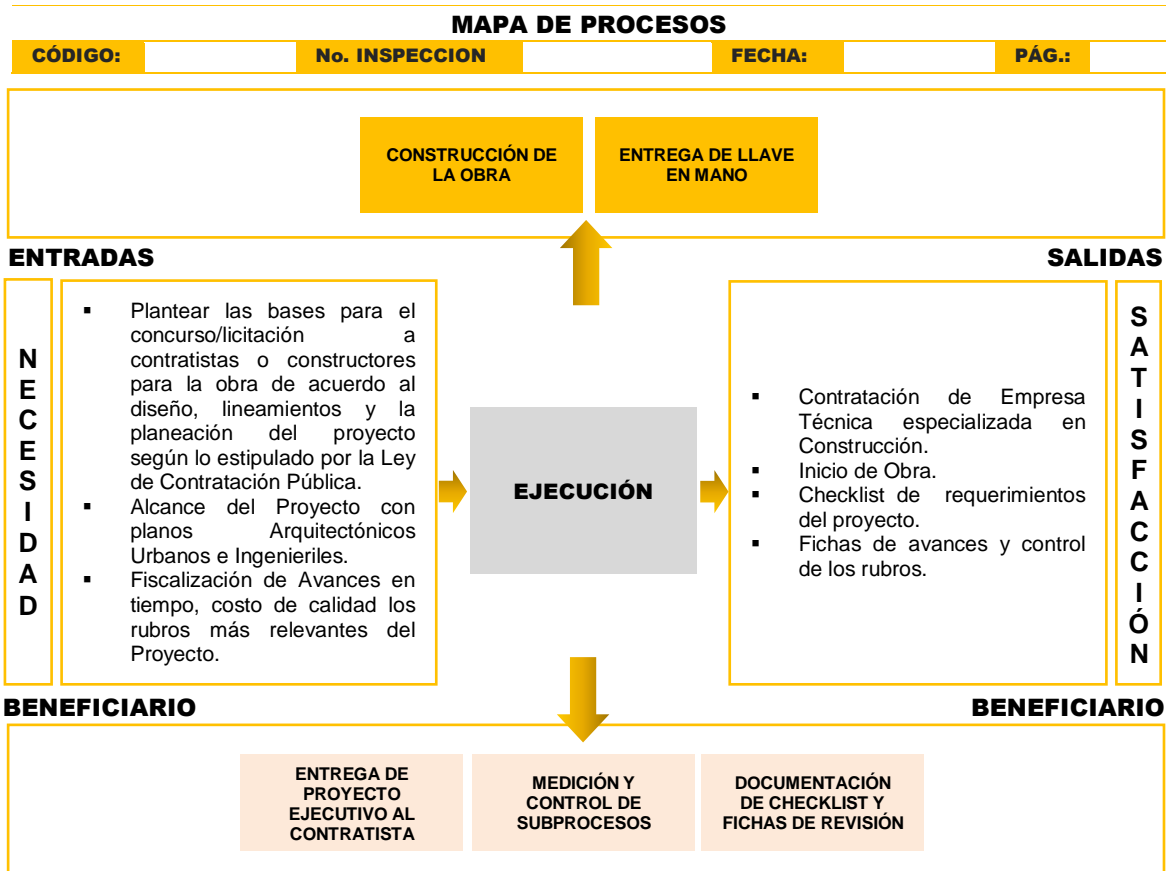 MAPA DE PROCESOS
CÓDIGO: No. INSPECCION FECHA: PÁG.:
CONSTRUCCIÓN DE
LA OBRA
ENTREGA DE LLAVE
EN MANO
ENTRADAS
SALIDAS
NECESIDAD
▪ Plantear las bases para el
concurso/licitación a
contratistas o constructores
para la obra de acuerdo al
diseño, lineamientos y la
planeación del proyecto
según lo estipulado por la Ley
de Contratación Pública.
▪ Alcance del Proyecto con
planos Arquitectónicos
Urbanos e Ingenieriles.
▪ Fiscalización de Avances en
tiempo, costo de calidad los
rubros más relevantes del
Proyecto.
EJECUCIÓN
▪ Contratación de Empresa
Técnica especializada en
Construcción.
▪ Inicio de Obra.
▪ Checklist de requerimientos
del proyecto.
▪ Fichas de avances y control
de los rubros.
SATISFACCIÓN
BENEFICIARIO
BENEFICIARIO
ENTREGA DE
PROYECTO
EJECUTIVO AL
CONTRATISTA
MEDICIÓN Y
CONTROL DE
SUBPROCESOS
DOCUMENTACIÓN
DE CHECKLIST Y
FICHAS DE REVISIÓN